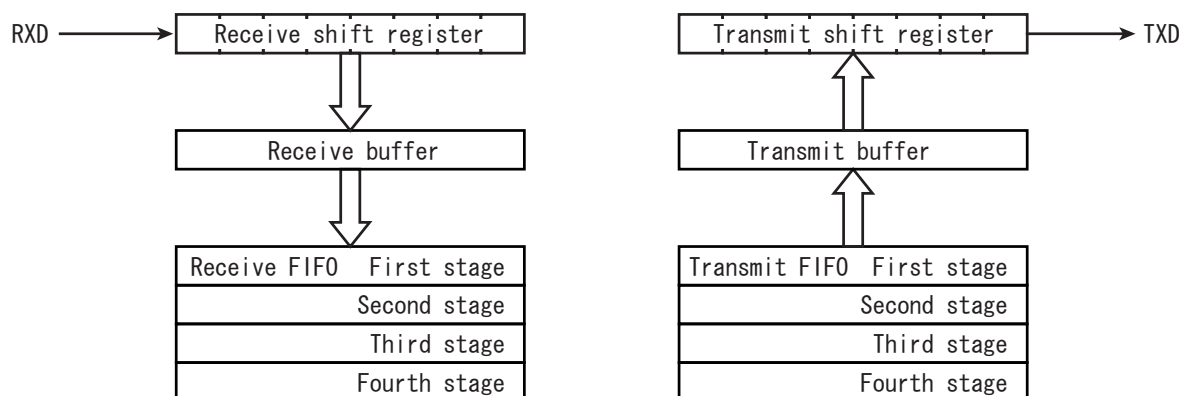 RXD
Receive shift register
Receive buffer
Receive FIFO First stage
Second stage
Third stage
Fourth stage
Transmit shift register
TXD
Transmit buffer
Transmit FIFO First stage
Second stage
Third stage
Fourth stage